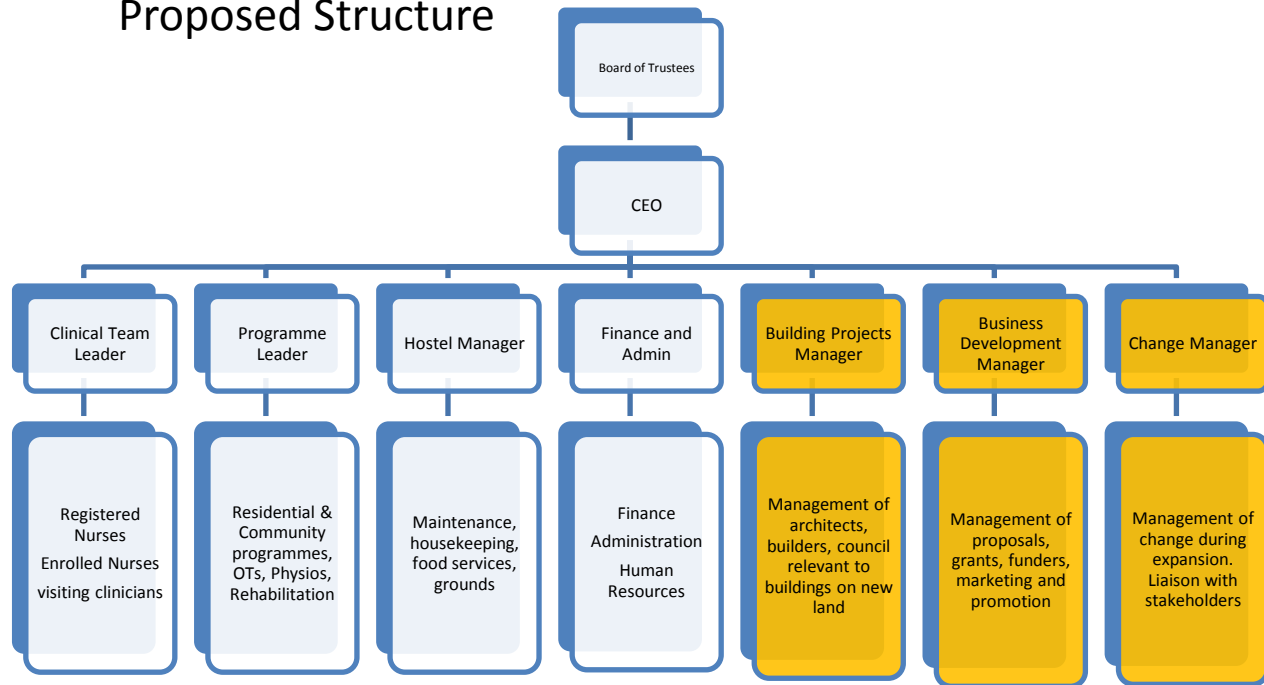 Proposed Structure
Board of Trustees
CEO
Clinical Team
Leader
Programme
Leader
Hostel Manager
Finance and
Admin
Building Projects
Manager
Business
Development
Manager
Change Manager
Registered
Nurses
Enrolled Nurses
visiting clinicians
Residential &
Community
programmes,
OTs, Physios,
Rehabilitation
Maintenance,
housekeeping,
food services,
grounds
Finance
Administration
Human
Resources
Management of
architects,
builders, council
relevant to
buildings on new
land
Management of
proposals,
grants, funders,
marketing and
promotion
Management of
change during
expansion.
Liaison with
stakeholders